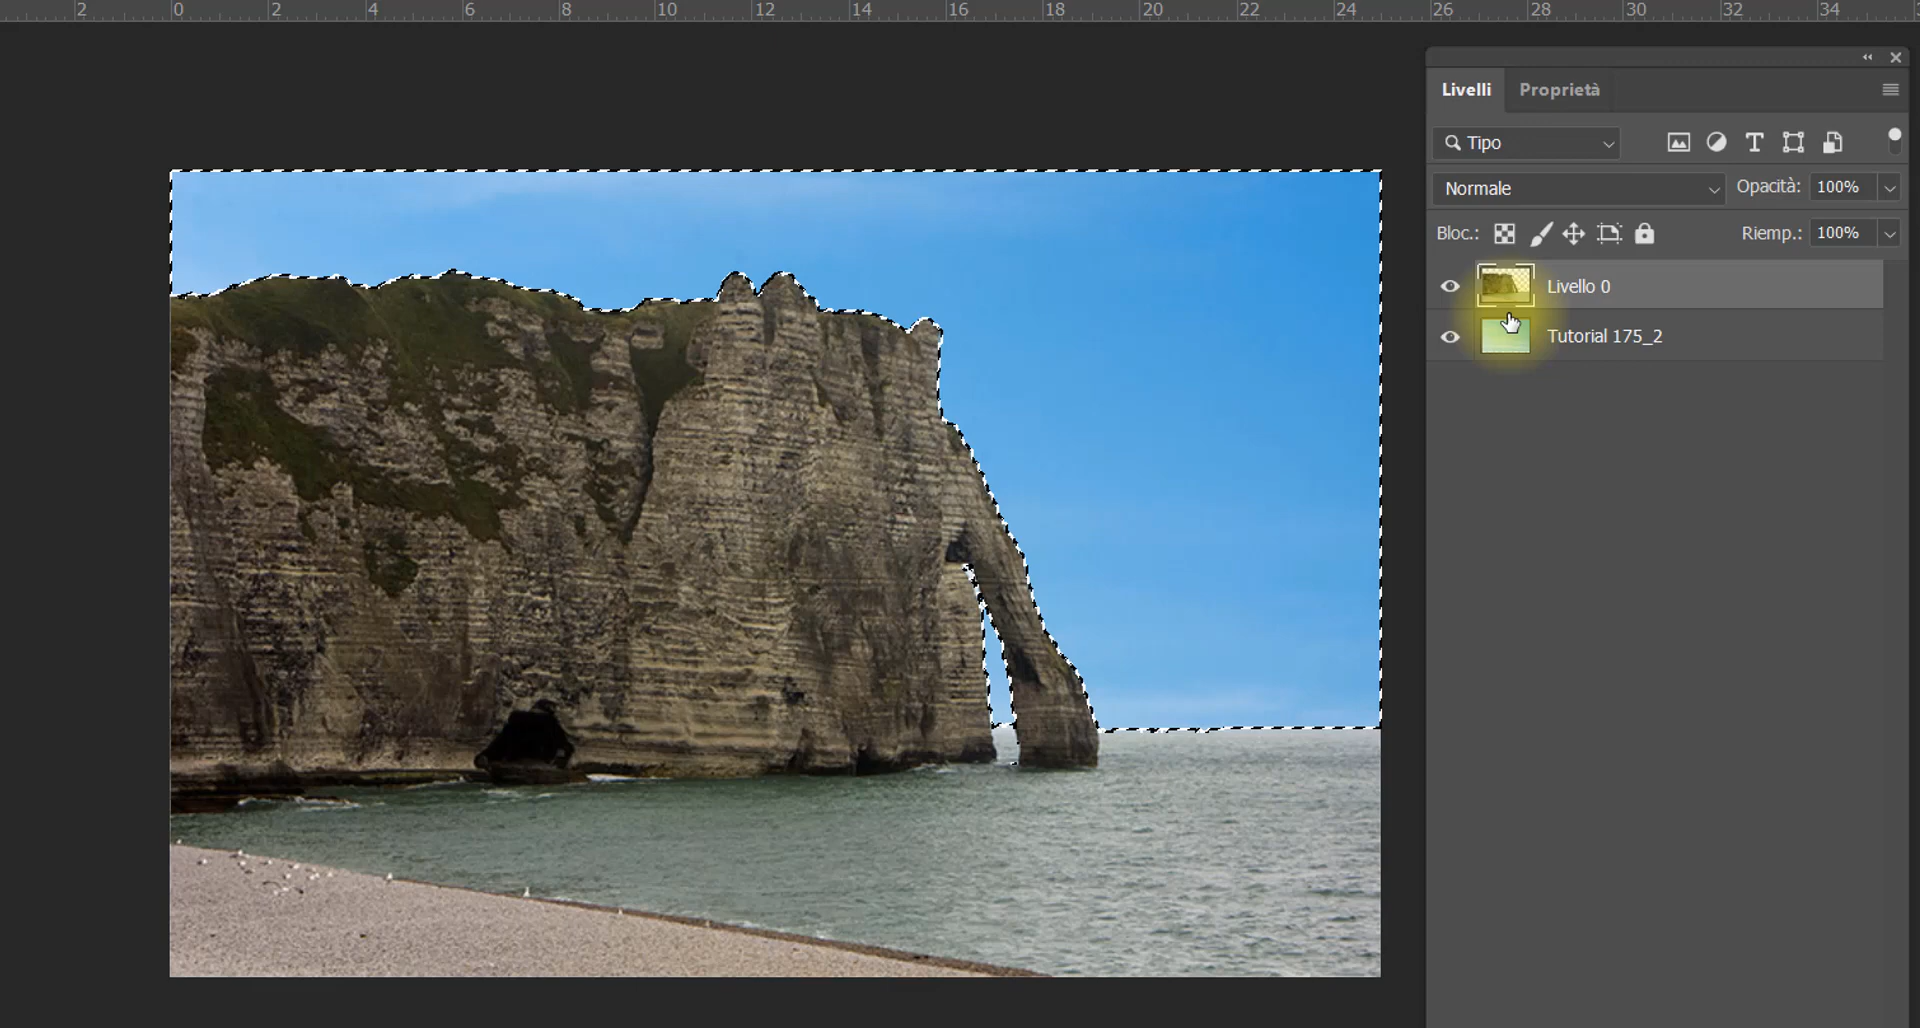 2 0 2 4 6 8 10 12 14 16 18 20 22 24 26 28 30 32 34
Livelli Proprietà
Tipo
Normale Opacità: 100%
Bloc.: Riemp.: 100%
Livello 0
Tutorial 175_2